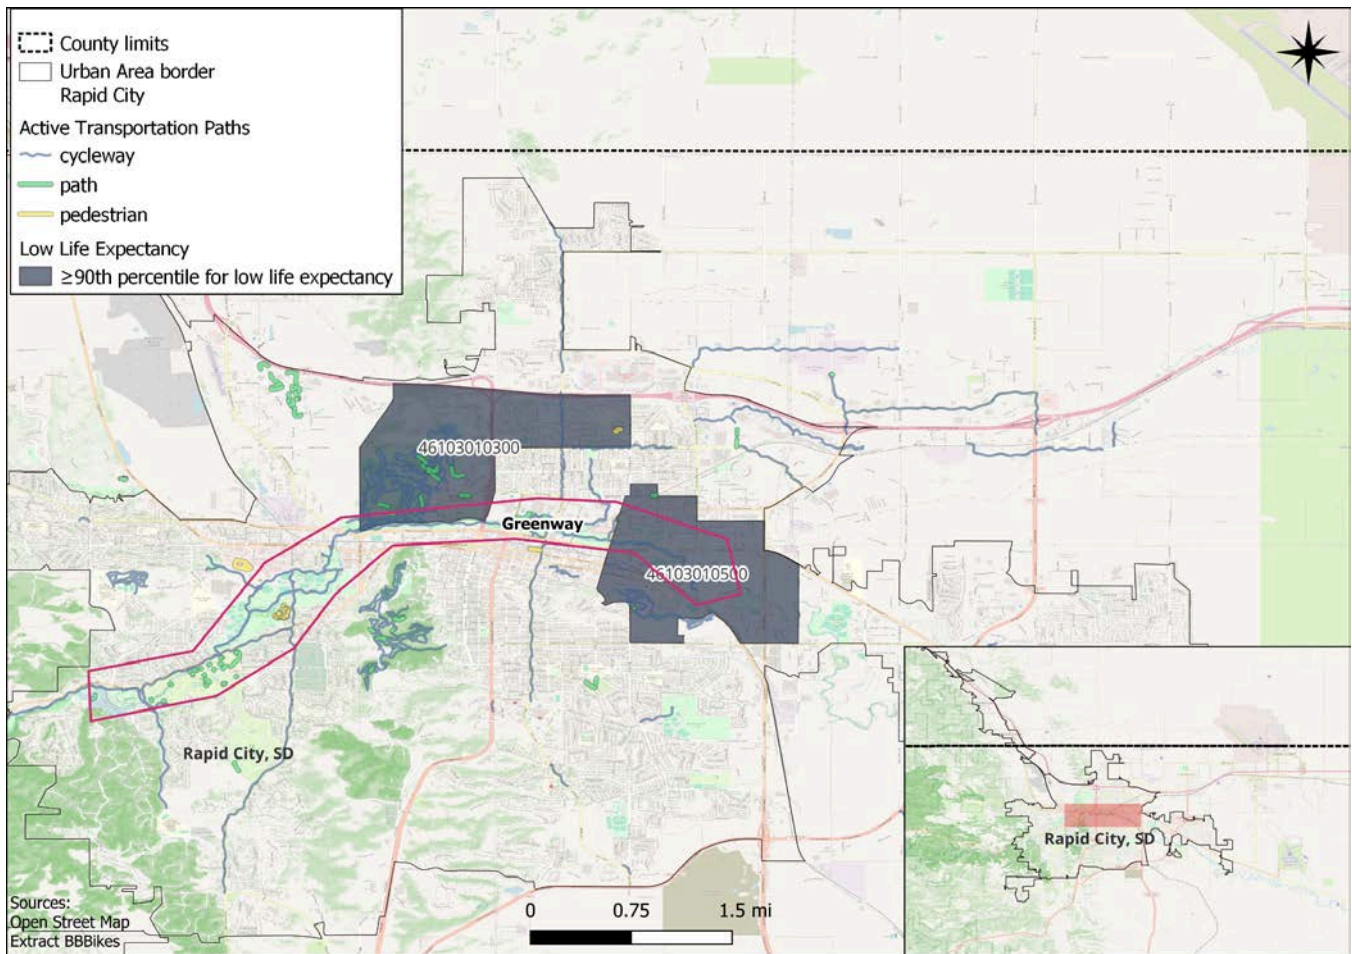 County limits
Urban Area border
Rapid City
Active Transportation Paths
cycleway
path
pedestrian
Low Life Expectancy
≥90th percentile for low life expectancy
46103010300
Greenway
46103010500
Rapid City, SD
Rapid City, SD
Sources:
Open Street Map
Extract BBBikes
0 0.75 1.5 mi